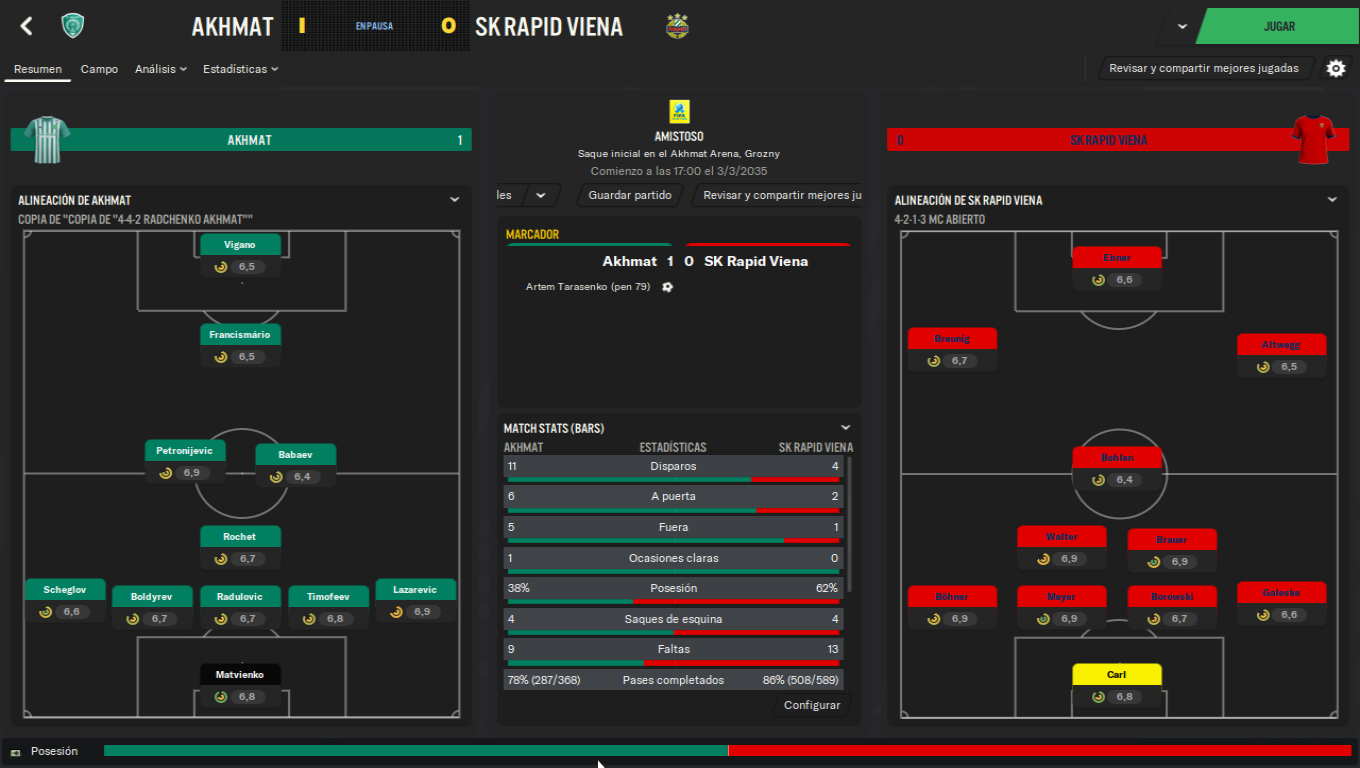 AKHMAT 1 EN PAUSA 0 SK RAPID VIENA
JUGAR
Resumen Campo Análisis Estadísticas
Revisar y compartir mejores jugadas
AKHMAT 1
ALINEACIÓN DE AKHMAT
COPIA DE "COPIA DE "4-4-2 RADCHENKO AKHMAT""
Vigano
6,5
Francismário
6,5
Petronijevic
6,9
Babaev
6,4
Rochet
6,7
Scheglov
6,6
Boldyrev
6,7
Radulovic
6,7
Timofeev
6,8
Lazarevic
6,9
Matvienko
6,8
FIFA
AMISTOSO
Saque inicial en el Akhmat Arena, Grozny
Comienzo a las 17:00 el 3/3/2035
les
Guardar partido
Revisar y compartir mejores ju
MARCADOR
Akhmat 1 0 SK Rapid Viena
Artem Tarasenko (pen 79)
MATCH STATS (BARS)
AKHMAT ESTADÍSTICAS SK RAPID VIENA
11 Disparos 4
6 A puerta 2
5 Fuera 1
1 Ocasiones claras 0
38% Posesión 62%
4 Saques de esquina 4
9 Faltas 13
78% (287/368) Pases completados 86% (508/589)
Configurar
0 SK RAPID VIENA
ALINEACIÓN DE SK RAPID VIENA
4-2-1-3 MC ABIERTO
Ebner
6,6
Braunig
6,7
Altwegg
6,5
Bohlen
6,4
Walter
6,9
Brauer
6,9
Bohner
6,9
Meyer
6,9
Borowski
6,7
Galeske
6,6
Carl
6,8
Posesión